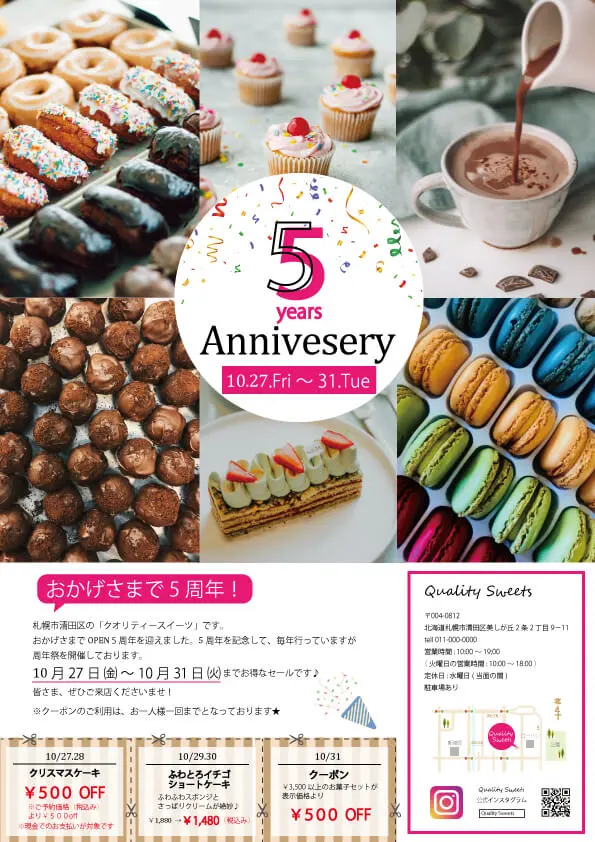 5
years
Annivesery
10.27.Fri ～ 31.Tue
おかげさまで 5 周年！
札幌市清田区の「クオリティースイーツ」です。
おかげさまで OPEN 5 周年を迎えました。5 周年を記念して、毎年行っていますが
周年祭を開催しております。
10 月 27 日(金)～ 10 月 31 日(火)までお得なセールです♪
皆さま、ぜひご来店くださいませ！
※クーポンのご利用は、お一人様一回までとなっております★
10/27.28
クリスマスケーキ
￥500 OFF
※ご予約価格（税込み）
より￥500off
※現金でのお支払いが対象です
10/29.30
ふわとろイチゴ
ショートケーキ
ふわふわスポンジと
さっぱりクリームが絶妙♪
￥1,880 → ￥1,480（税込み）
10/31
クーポン
￥3,500 以上のお菓子セットが
表示価格より
￥500 OFF
Quality Sweets
〒004-0812
北海道札幌市清田区美しが丘 2 条 2 丁目 9－11
tell 011-000-0000
営業時間 : 10:00 ～ 19:00
( 火曜日の営業時間 : 10:00 ～ 18:00 )
定休日 : 水曜日 ( 当面の間 )
駐車場あり
北
Quality
Sweets
Quality Sweets
公式インスタグラム
Quality Sweets